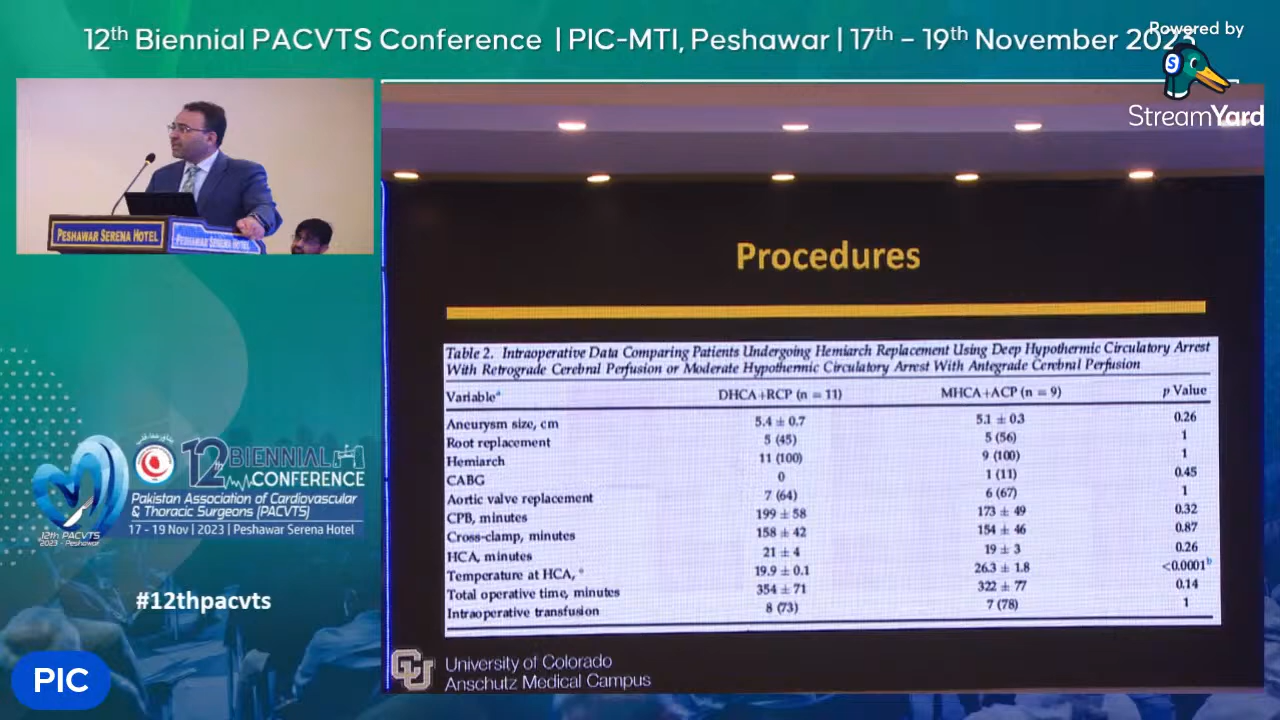 12th Biennial PACVTS Conference | PIC-MTI, Peshawar | 17th – 19th November 2023
Powered by
StreamYard
PESHAWAR SERENA HOTEL
PESHAWAR SERENA HOTEL
Procedures
Table 2. Intraoperative Data Comparing Patients Undergoing Hemiarch Replacement Using Deep Hypothermic Circulatory Arrest
With Retrograde Cerebral Perfusion or Moderate Hypothermic Circulatory Arrest With Antegrade Cerebral Perfusion
Variableᵃ DHCA+RCP (n = 11) MHCA+ACP (n = 9) p Value
Aneurysm size, cm 5.4 ± 0.7 5.1 ± 0.3 0.26
Root replacement 5 (45) 5 (56) 1
Hemiarch 11 (100) 9 (100) 1
CABG 0 1 (11) 0.45
Aortic valve replacement 7 (64) 6 (67) 1
CPB, minutes 199 ± 58 173 ± 49 0.32
Cross-clamp, minutes 158 ± 42 154 ± 46 0.87
HCA, minutes 21 ± 4 19 ± 3 0.26
Temperature at HCA, ° 19.9 ± 0.1 26.3 ± 1.8 <0.0001ᵇ
Total operative time, minutes 354 ± 71 322 ± 77 0.14
Intraoperative transfusion 8 (73) 7 (78) 1
CU University of Colorado
Anschutz Medical Campus
12th PACVTS
2023 - Peshawar
12th BIENNIAL
CONFERENCE
Pakistan Association of Cardiovascular
& Thoracic Surgeons (PACVTS)
17 - 19 Nov | 2023 | Peshawar Serena Hotel
#12thpacvts
PIC